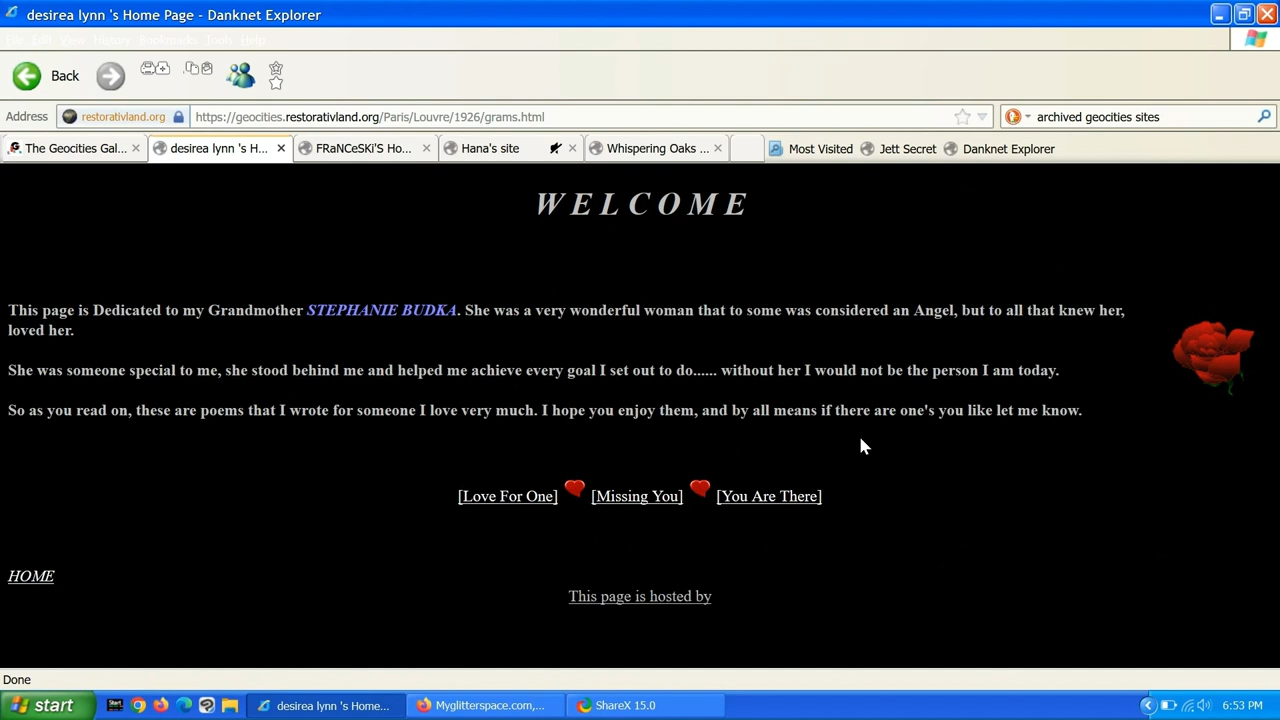 desirea lynn 's Home Page - Danknet Explorer
File Edit View History Bookmarks Tools Help
Back
Address restorativland.org https://geocities.restorativland.org/Paris/Louvre/1926/grams.html archived geocities sites
The Geocities Gal... desirea lynn 's H... FRaNCeSKi'S Ho... Hana's site Whispering Oaks ... Most Visited Jett Secret Danknet Explorer
W E L C O M E
This page is Dedicated to my Grandmother STEPHANIE BUDKA. She was a very wonderful woman that to some was considered an Angel, but to all that knew her,
loved her.
She was someone special to me, she stood behind me and helped me achieve every goal I set out to do...... without her I would not be the person I am today.
So as you read on, these are poems that I wrote for someone I love very much. I hope you enjoy them, and by all means if there are one's you like let me know.
[Love For One] [Missing You] [You Are There]
HOME
This page is hosted by
Done
start desirea lynn 's Home... Myglitterspace.com,... ShareX 15.0 6:53 PM